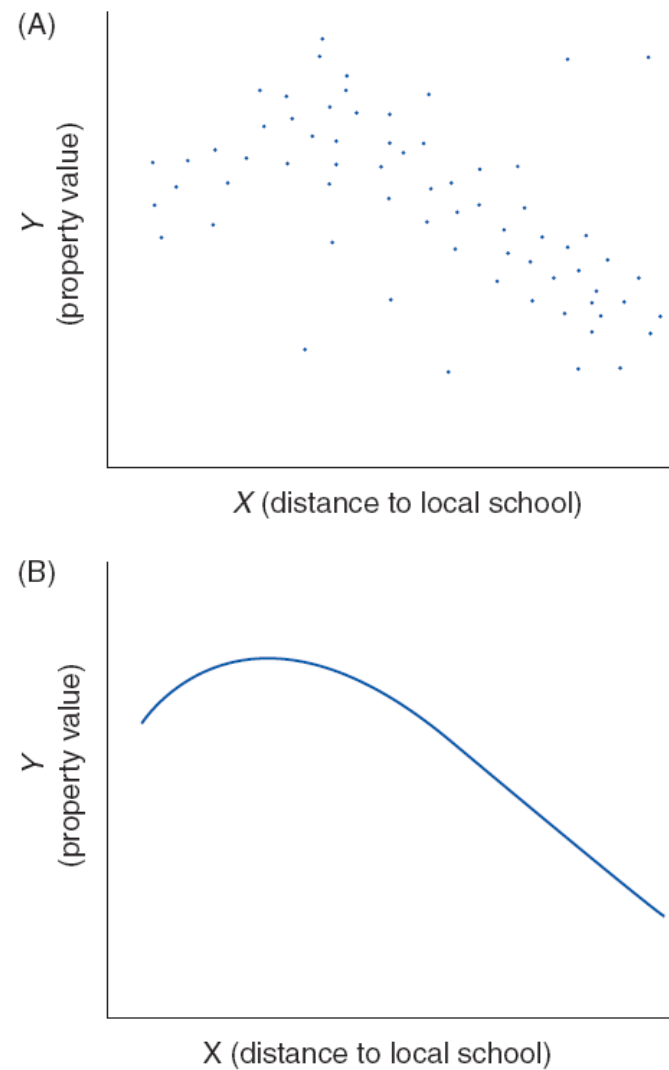 (A)
Y
(property value)
X (distance to local school)
(B)
Y
(property value)
X (distance to local school)